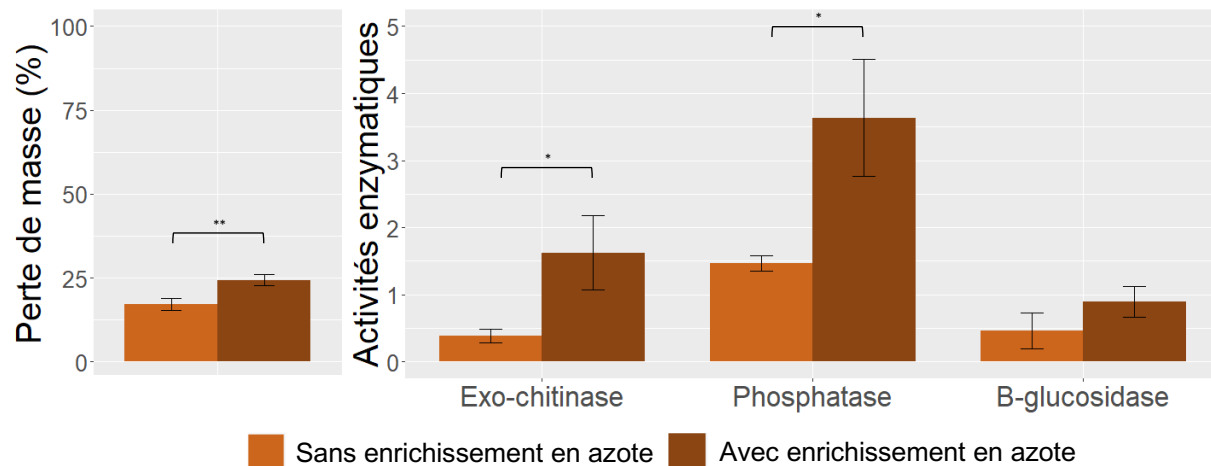 Perte de masse (%)
100
75
50
25
0
**
Activités enzymatiques
5
4
3
2
1
0
*
*
Exo-chitinase
Phosphatase
B-glucosidase
Sans enrichissement en azote
Avec enrichissement en azote